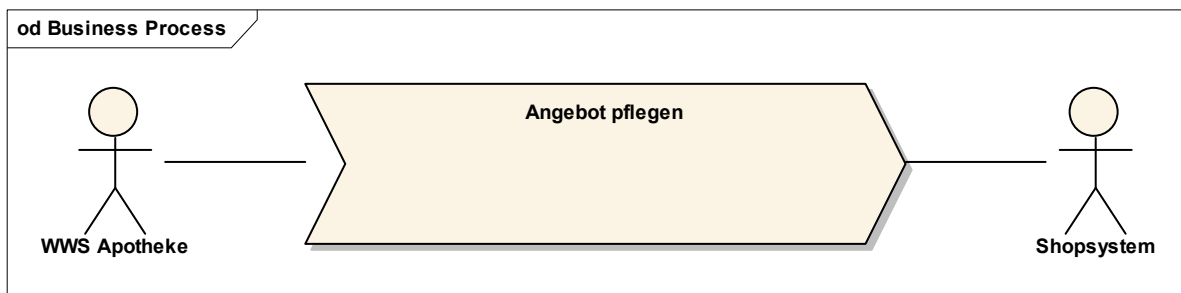 od Business Process
Angebot pflegen
WWS Apotheke
Shopsystem